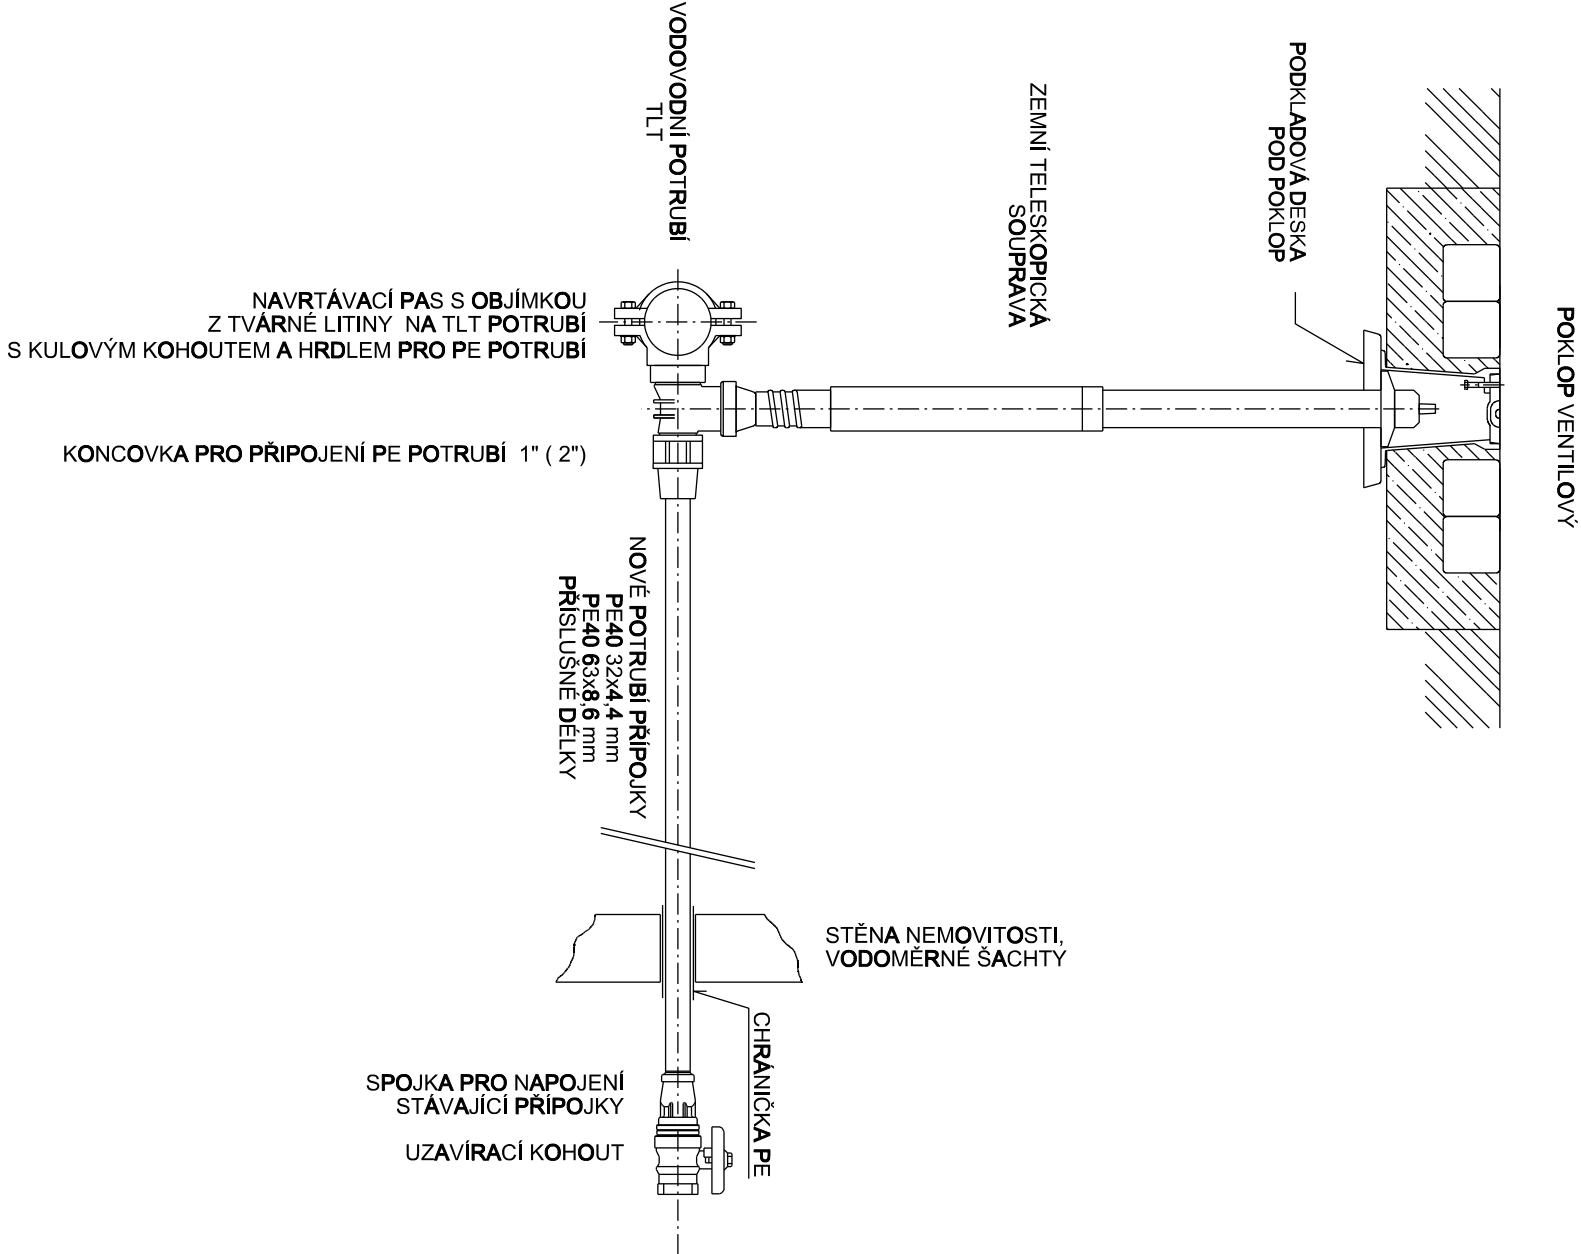 VODOVODNÍ POTRUBÍ
TLT
ZEMNÍ TELESKOPICKÁ
SOUPRAVA
PODKLADOVÁ DESKA
POD POKLOP
POKLOP VENTILOVÝ
NAVRTÁVACÍ PAS S OBJÍMKOU
Z TVÁRNÉ LITINY NA TLT POTRUBÍ
S KULOVÝM KOHOUTEM A HRDLEM PRO PE POTRUBÍ
KONCOVKA PRO PŘIPOJENÍ PE POTRUBÍ 1" ( 2")
NOVÉ POTRUBÍ PŘÍPOJKY
PE40 32x4,4 mm
PE40 63x8,6 mm
PŘÍSLUŠNÉ DÉLKY
STĚNA NEMOVITOSTI,
VODOMĚRNÉ ŠACHTY
CHRÁNIČKA PE
SPOJKA PRO NAPOJENÍ
STÁVAJÍCÍ PŘÍPOJKY
UZAVÍRACÍ KOHOUT